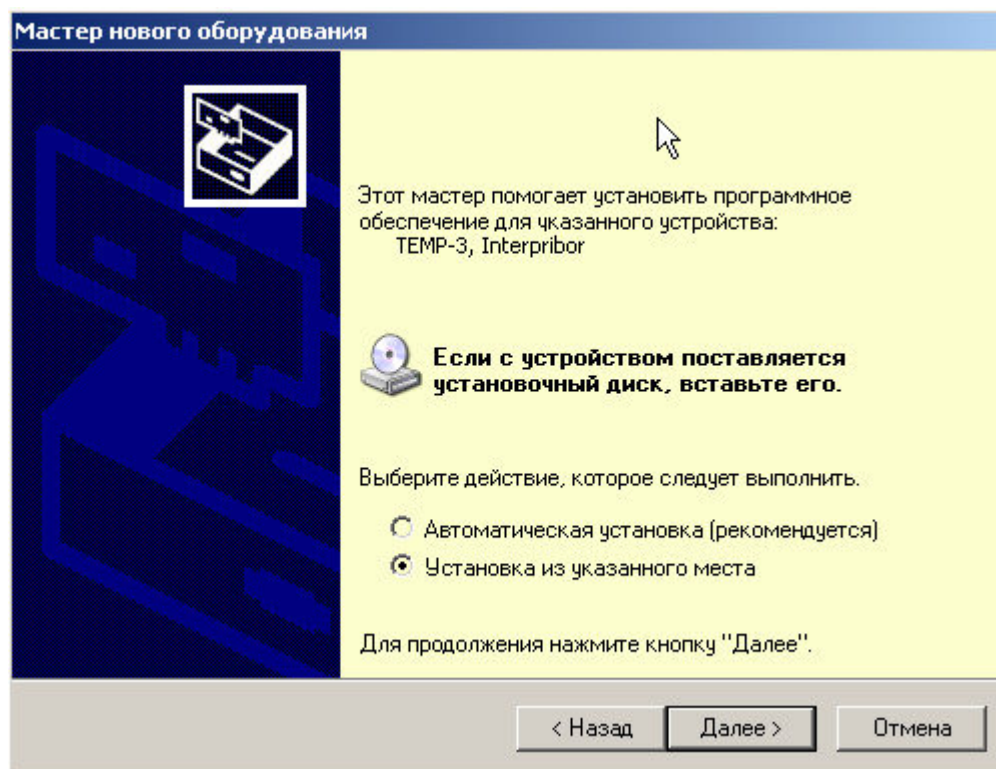 Мастер нового оборудования
Этот мастер помогает установить программное
обеспечение для указанного устройства:
TEMP-3, Interpribor
Если с устройством поставляется
установочный диск, вставьте его.
Выберите действие, которое следует выполнить.
Автоматическая установка (рекомендуется)
Установка из указанного места
Для продолжения нажмите кнопку "Далее".
< Назад
Далее >
Отмена